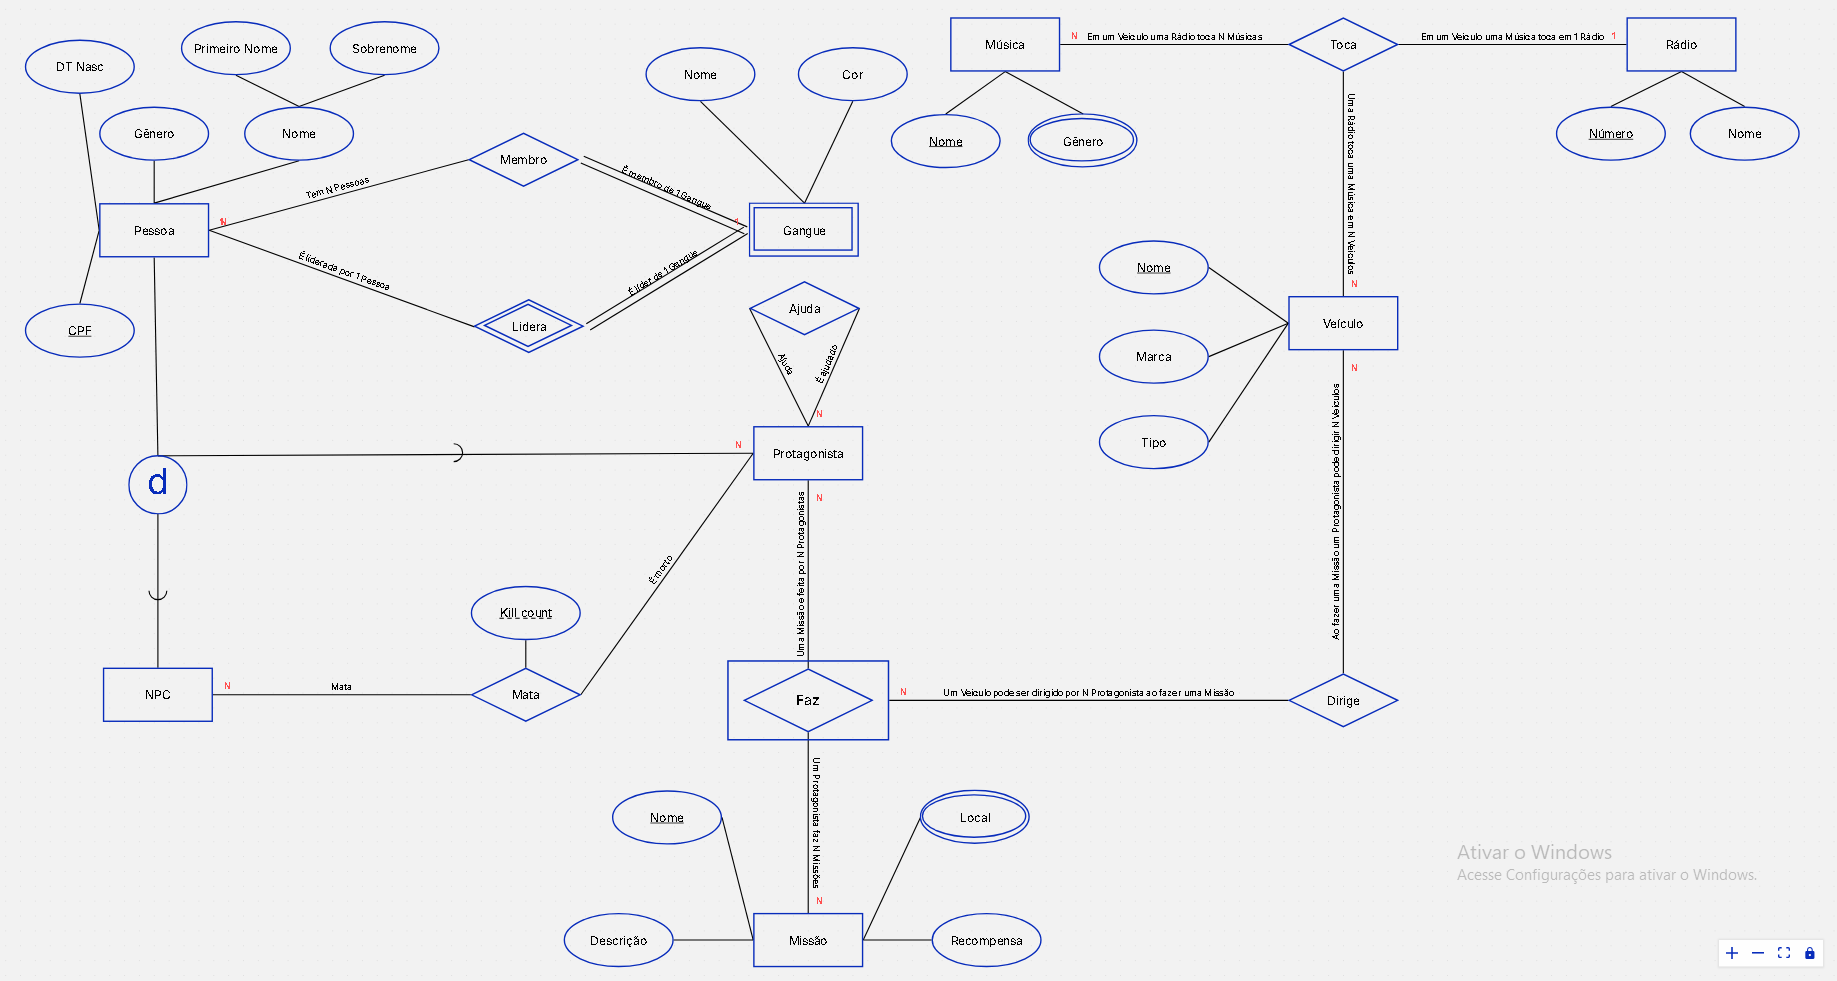 DT Nasc
Primeiro Nome
Sobrenome
Gênero
Nome
Pessoa
CPF
Tem N Pessoas
É liderada por 1 Pessoa
Membro
Lidera
É membro de 1 Gangue
É lider de 1 Gangue
Nome
Cor
Gangue
Música
N
Em um Veiculo uma Rádio toca N Músicas
Toca
Em um Veiculo uma Música toca em 1 Rádio
1
Rádio
Nome
Gênero
Número
Nome
Uma Rádio toca uma Música em N Veículos
N
Nome
Marca
Tipo
Veículo
N
Ajuda
Ajuda
É ajudado
N
N
Protagonista
N
d
Uma Missão e feita por N Protagonistas
Ao fazer uma Missão um Protagonista pode dirigir N Veículos
É morto
Kill count
NPC
N
Mata
Mata
Faz
N
Um Veiculo pode ser dirigido por N Protagonista ao fazer uma Missão
Dirige
Um Protagonista faz N Missões
N
Nome
Local
Descrição
Missão
Recompensa
Ativar o Windows
Acesse Configurações para ativar o Windows.